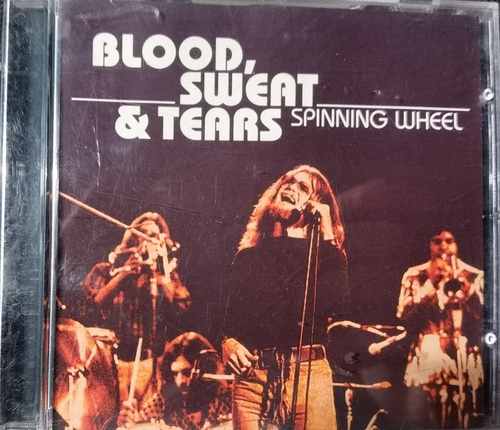 BLOOD,
SWEAT
& TEARS SPINNING WHEEL